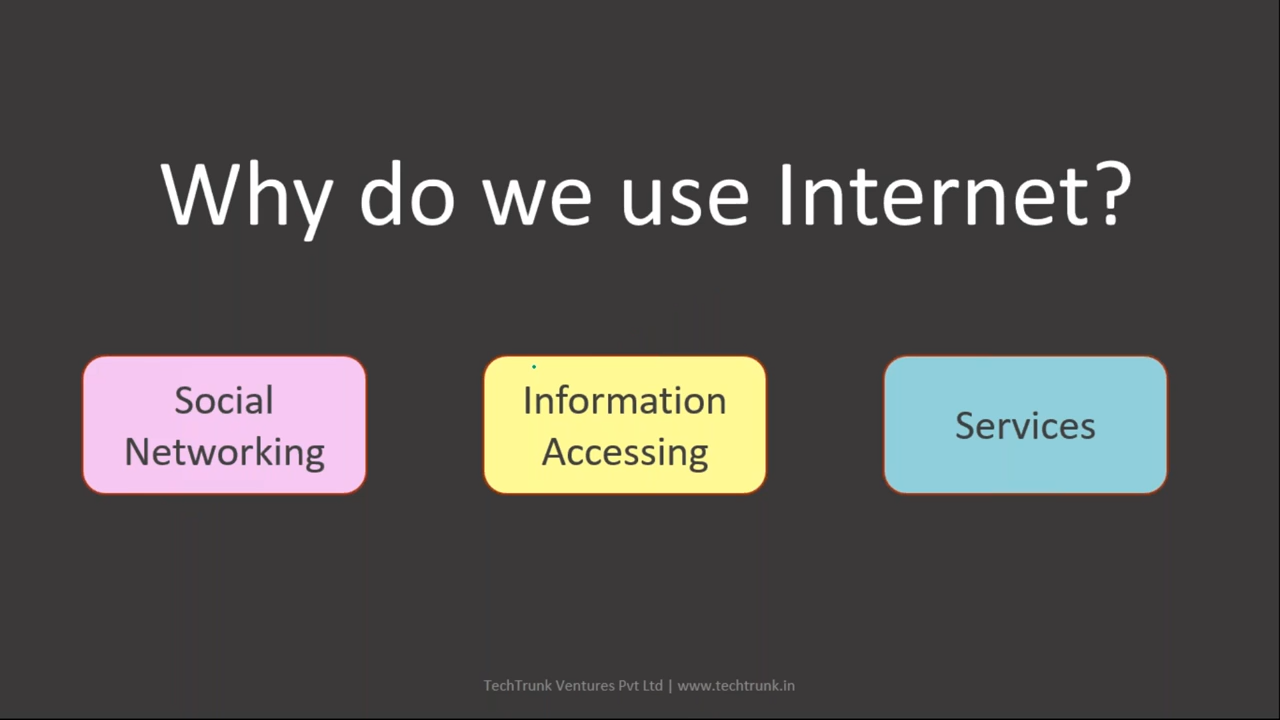 Why do we use Internet?
Social
Networking
Information
Accessing
Services
TechTrunk Ventures Pvt Ltd | www.techtrunk.in